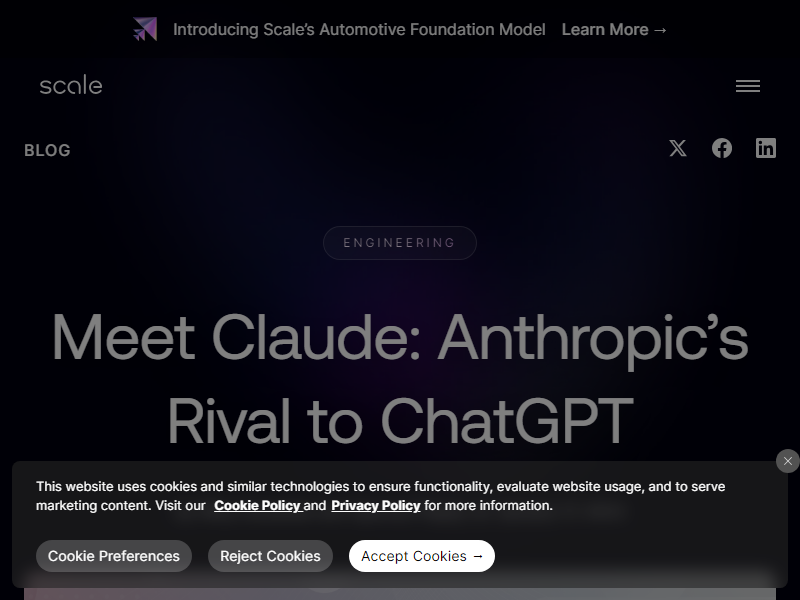 Introducing Scale's Automotive Foundation Model Learn More →
scale
BLOG
ENGINEERING
Meet Claude: Anthropic’s
Rival to ChatGPT
This website uses cookies and similar technologies to ensure functionality, evaluate website usage, and to serve
marketing content. Visit our Cookie Policy and Privacy Policy for more information.
Cookie Preferences Reject Cookies Accept Cookies →